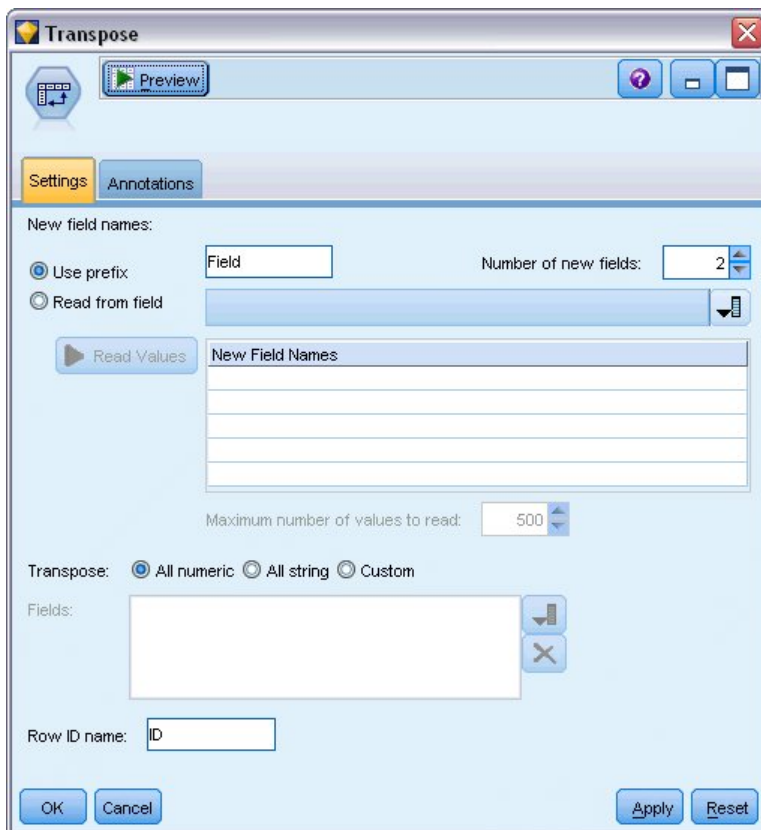 Transpose
Preview
?
Settings
Annotations
New field names:
Use prefix
Field
Number of new fields:
2
Read from field
Read Values
New Field Names
Maximum number of values to read:
500
Transpose:
All numeric
All string
Custom
Fields:
Row ID name:
ID
OK
Cancel
Apply
Reset